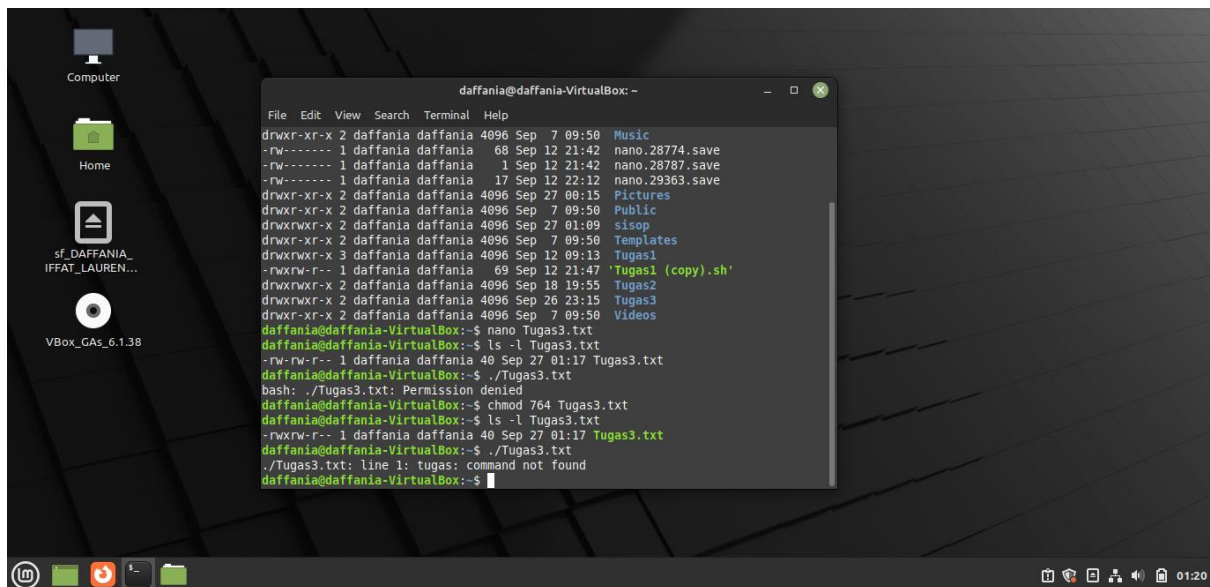 Computer
Home
sf_DAFFANIA_
IFFAT_LAUREN...
VBox_GAs_6.1.38
daffania@daffania-VirtualBox: ~
File Edit View Search Terminal Help
drwxr-xr-x 2 daffania daffania 4096 Sep  7 09:50  Music
-rw------- 1 daffania daffania   68 Sep 12 21:42  nano.28774.save
-rw------- 1 daffania daffania    1 Sep 12 21:42  nano.28787.save
-rw------- 1 daffania daffania   17 Sep 12 22:12  nano.29363.save
drwxr-xr-x 2 daffania daffania 4096 Sep 27 00:15  Pictures
drwxr-xr-x 2 daffania daffania 4096 Sep  7 09:50  Public
drwxrwxr-x 2 daffania daffania 4096 Sep 27 01:09  sisop
drwxr-xr-x 2 daffania daffania 4096 Sep  7 09:50  Templates
drwxrwxr-x 3 daffania daffania 4096 Sep 12 09:13  Tugas1
-rwxrw-r-- 1 daffania daffania   69 Sep 12 21:47 'Tugas1 (copy).sh'
drwxrwxr-x 2 daffania daffania 4096 Sep 18 19:55  Tugas2
drwxrwxr-x 2 daffania daffania 4096 Sep 26 23:15  Tugas3
drwxr-xr-x 2 daffania daffania 4096 Sep  7 09:50  Videos
daffania@daffania-VirtualBox:~$ nano Tugas3.txt
daffania@daffania-VirtualBox:~$ ls -l Tugas3.txt
-rw-rw-r-- 1 daffania daffania 40 Sep 27 01:17 Tugas3.txt
daffania@daffania-VirtualBox:~$ ./Tugas3.txt
bash: ./Tugas3.txt: Permission denied
daffania@daffania-VirtualBox:~$ chmod 764 Tugas3.txt
daffania@daffania-VirtualBox:~$ ls -l Tugas3.txt
-rwxrw-r-- 1 daffania daffania 40 Sep 27 01:17 Tugas3.txt
daffania@daffania-VirtualBox:~$ ./Tugas3.txt
./Tugas3.txt: line 1: tugas: command not found
daffania@daffania-VirtualBox:~$
01:20